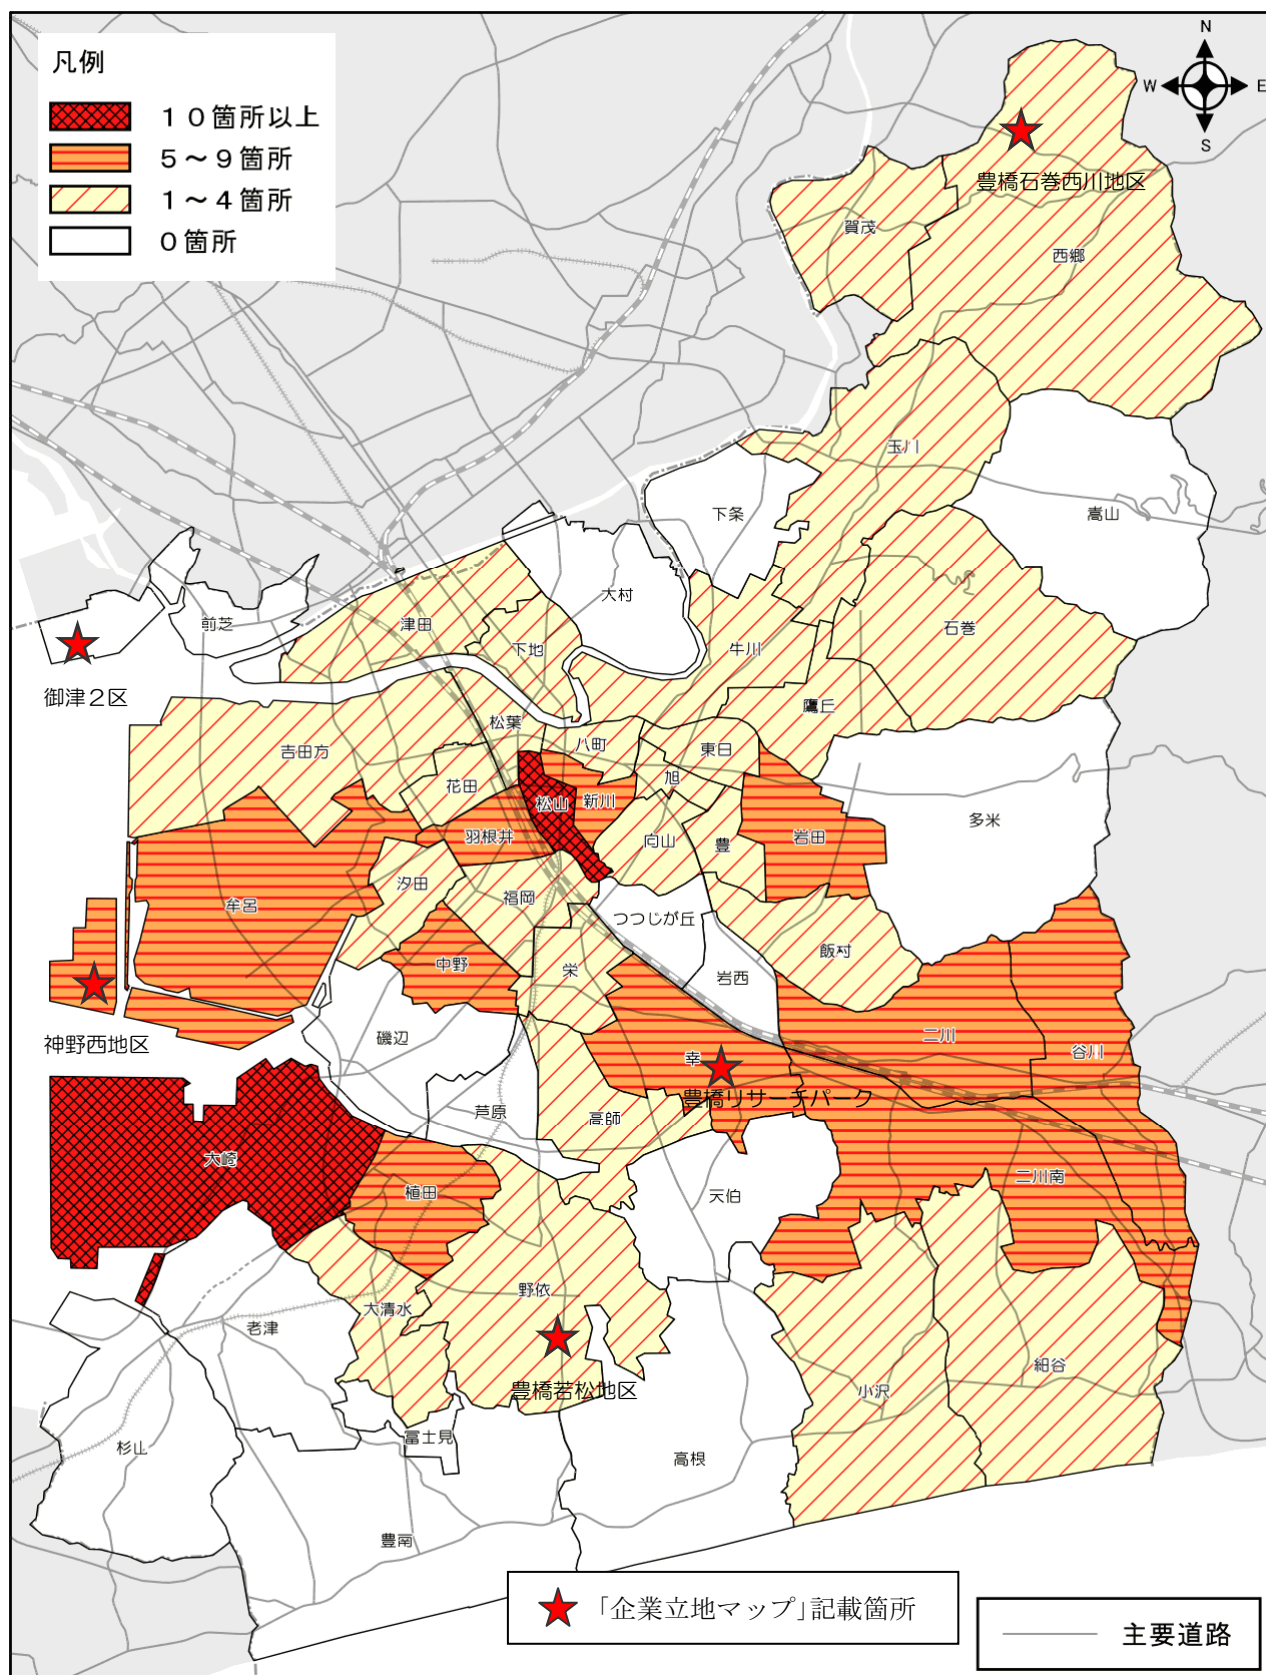 凡例
１０箇所以上
５～９箇所
１～４箇所
０箇所
N
W
E
S
豊橋石巻西川地区
賀茂
西郷
玉川
嵩山
下条
大村
石巻
前芝
津田
下地
牛川
御津２区
鷹丘
松葉
八町
東田
吉田方
旭
花田
松山
新川
多米
羽根井
向山
豊
岩田
汐田
牟呂
福岡
つつじが丘
飯村
中野
栄
岩西
磯辺
二川
神野西地区
幸
谷川
豊橋リサーチパーク
芦原
高師
大崎
二川南
植田
天伯
野依
大清水
老津
細谷
豊橋若松地区
小沢
富士見
杉山
高根
豊南
「企業立地マップ」記載箇所
主要道路